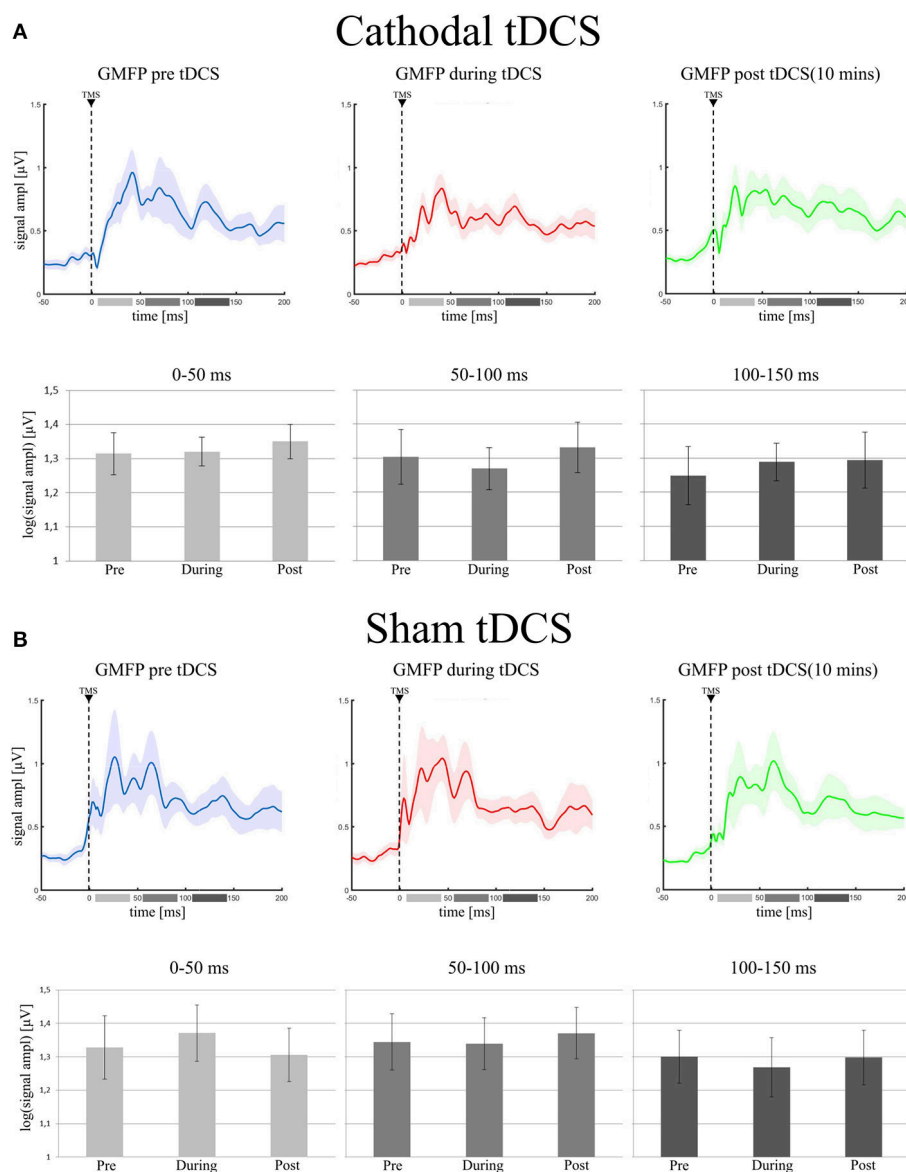 A
Cathodal tDCS
GMFP pre tDCS
GMFP during tDCS
GMFP post tDCS(10 mins)
TMS
TMS
TMS
signal ampl [µV]
1.5
1
0.5
0
-50 0 50 100 150 200
time [ms]
1.5
1
0.5
0
-50 0 50 100 150 200
time [ms]
1.5
1
0.5
0
-50 0 50 100 150 200
time [ms]
0-50 ms
50-100 ms
100-150 ms
log(signal ampl) [µV]
1,5
1,4
1,3
1,2
1,1
1
Pre During Post
Pre During Post
Pre During Post
B
Sham tDCS
GMFP pre tDCS
GMFP during tDCS
GMFP post tDCS(10 mins)
TMS
TMS
TMS
signal ampl [µV]
1.5
1
0.5
0
-50 0 50 100 150 200
time [ms]
1.5
1
0.5
0
-50 0 50 100 150 200
time [ms]
1.5
1
0.5
0
-50 0 50 100 150 200
time [ms]
0-50 ms
50-100 ms
100-150 ms
log(signal ampl) [µV]
1,5
1,4
1,3
1,2
1,1
1
Pre During Post
Pre During Post
Pre During Post